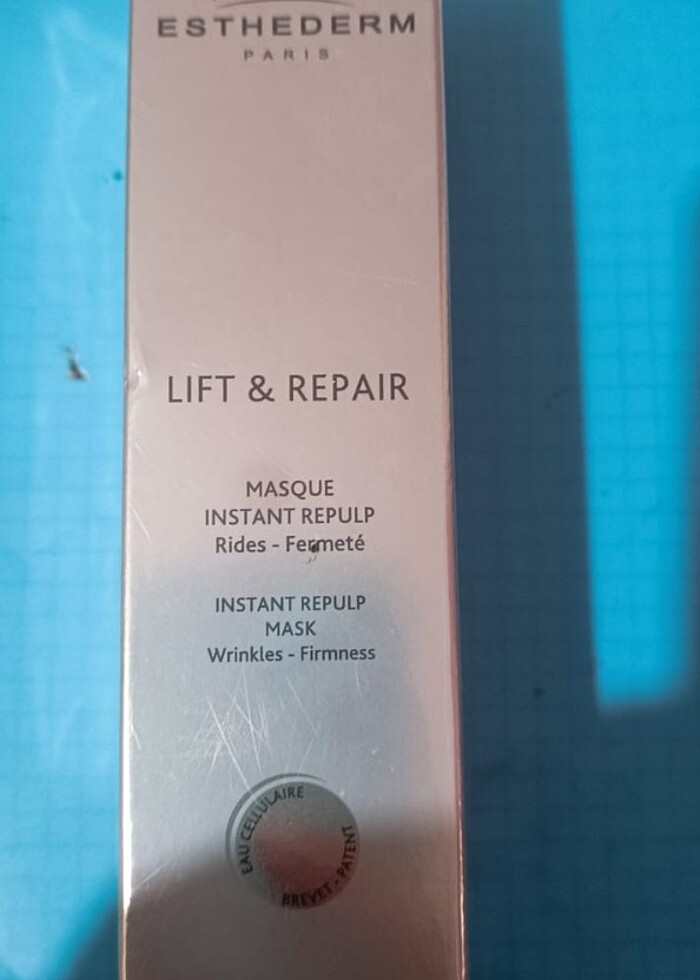 ESTHEDERM
PARIS
LIFT & REPAIR
MASQUE
INSTANT REPULP
Rides - Fermeté
INSTANT REPULP
MASK
Wrinkles - Firmness
EAU CELLULAIRE
BREVET - PATENT